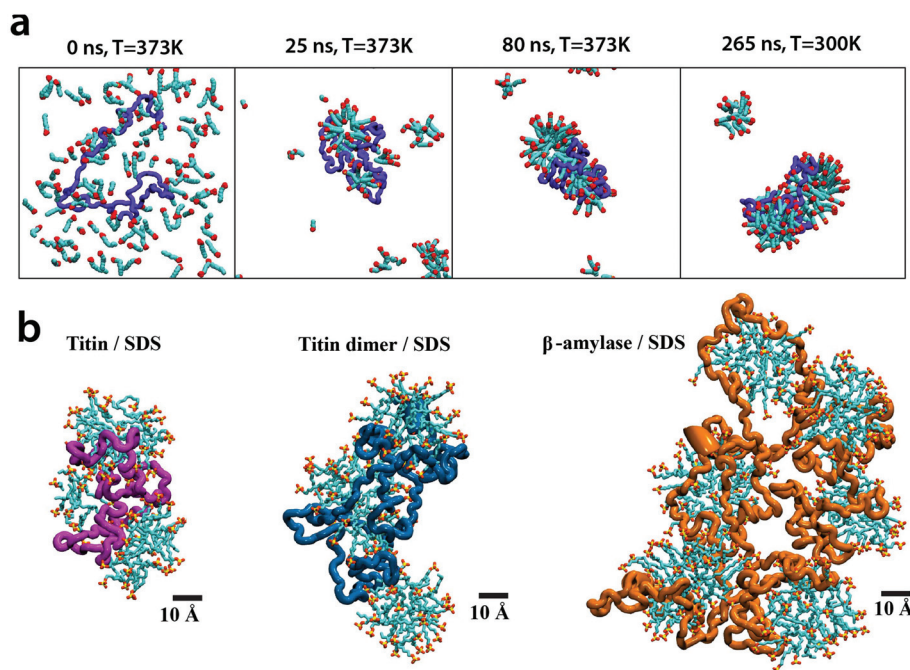 a
0 ns, T=373K
25 ns, T=373K
80 ns, T=373K
265 ns, T=300K
b
Titin / SDS
Titin dimer / SDS
β-amylase / SDS
10 Å
10 Å
10 Å